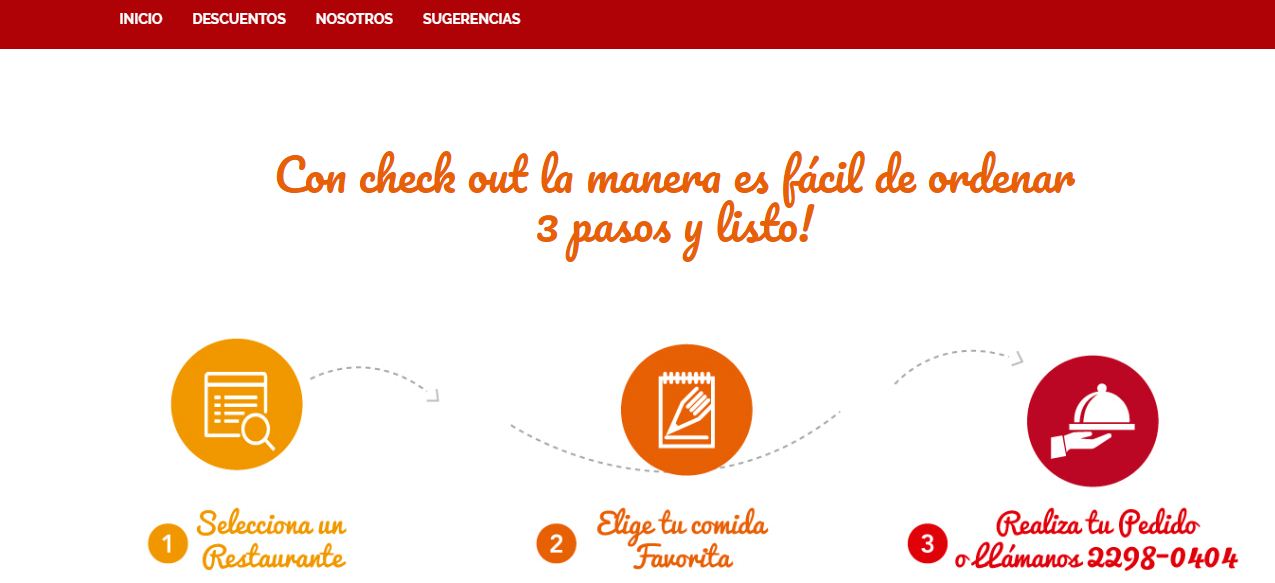 INICIO DESCUENTOS NOSOTROS SUGERENCIAS
Con check out la manera es fácil de ordenar
3 pasos y listo!
1 Selecciona un
Restaurante
2 Elige tu comida
Favorita
3 Realiza tu Pedido
o llámanos 2298-0404